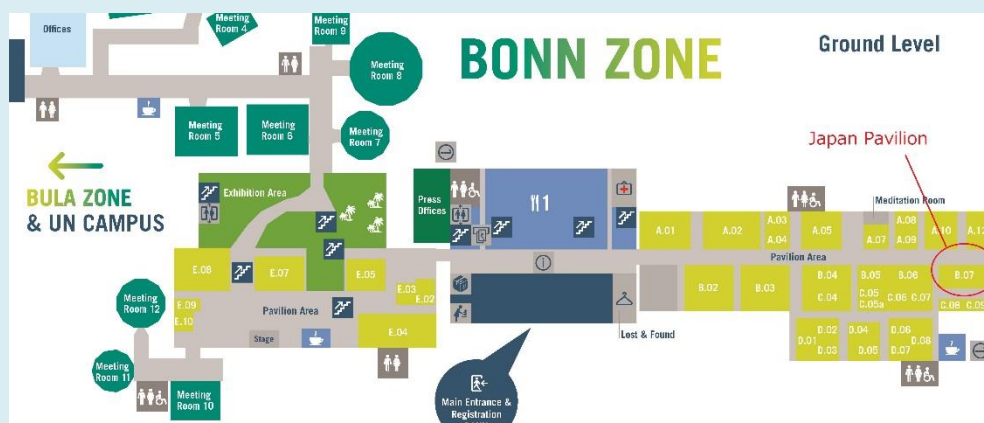 Offices
Meeting
Room 4
Meeting
Room 9
Meeting
Room 8
BONN ZONE
Ground Level
Meeting
Room 5
Meeting
Room 6
Meeting
Room 7
Japan Pavilion
BULA ZONE
& UN CAMPUS
Exhibition Area
Press
Offices
1
Meditation Room
A.01
A.02
A.03
A.04
A.05
A.07
A.08
A.09
A.10
Pavilion Area
E.08
E.07
E.05
E.03
E.02
E.09
E.10
Pavilion Area
E.04
Stage
B.02
B.03
B.04
C.04
B.05
C.05
C.05a
B.06
C.06 C.07
B.07
C.08 C.09
D.01
D.02
D.03
D.04
D.05
D.06
D.07
D.08
Lost & Found
Meeting
Room 12
Meeting
Room 11
Meeting
Room 10
Main Entrance &
Registration